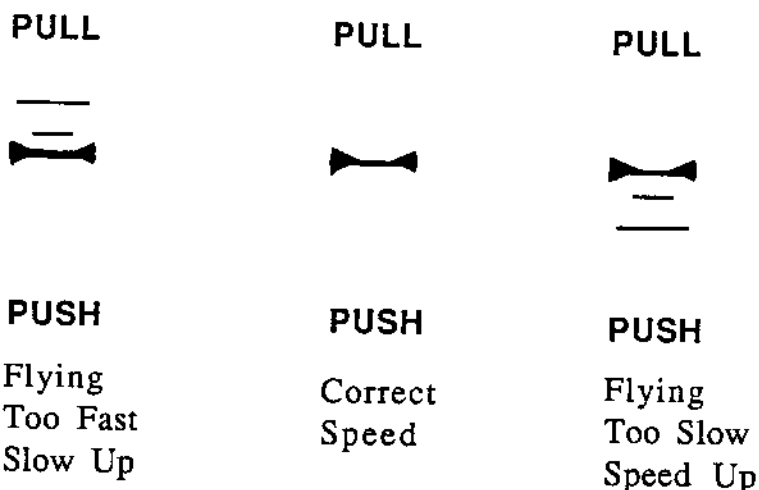 PULL
PULL
PULL
PUSH
PUSH
PUSH
Flying
Too Fast
Slow Up
Correct
Speed
Flying
Too Slow
Speed Up